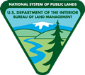 NATIONAL SYSTEM OF PUBLIC LANDS
U.S. DEPARTMENT OF THE INTERIOR
BUREAU OF LAND MANAGEMENT